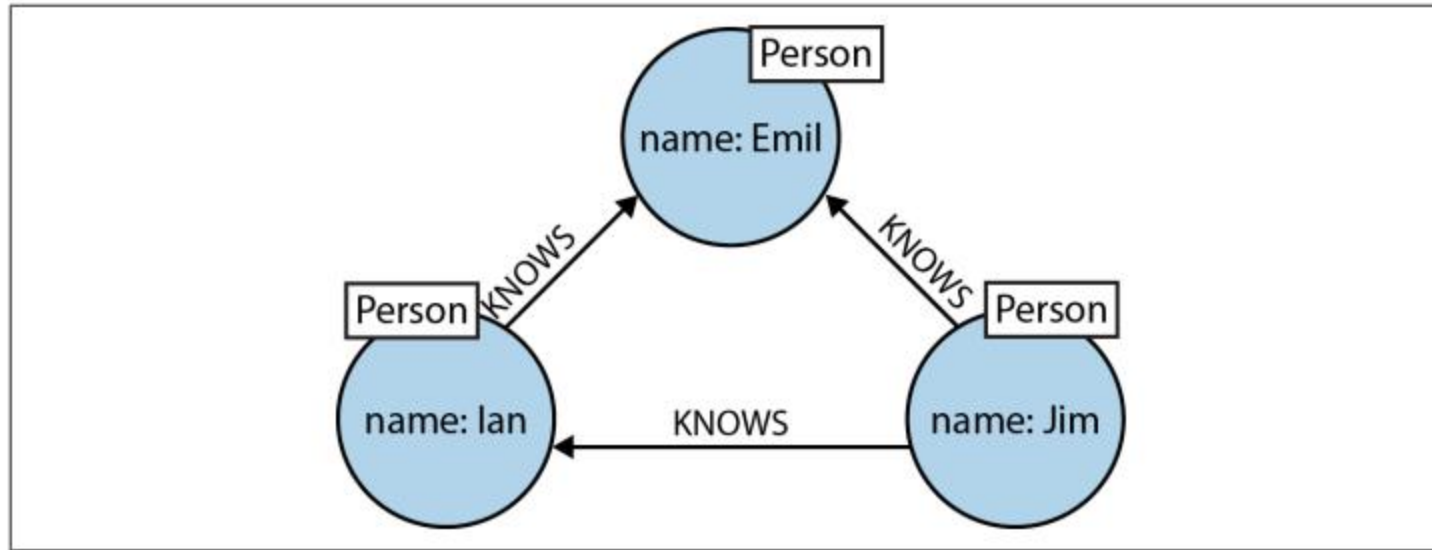 Person
name: Emil
KNOWS
KNOWS
Person
Person
name: Ian
KNOWS
name: Jim